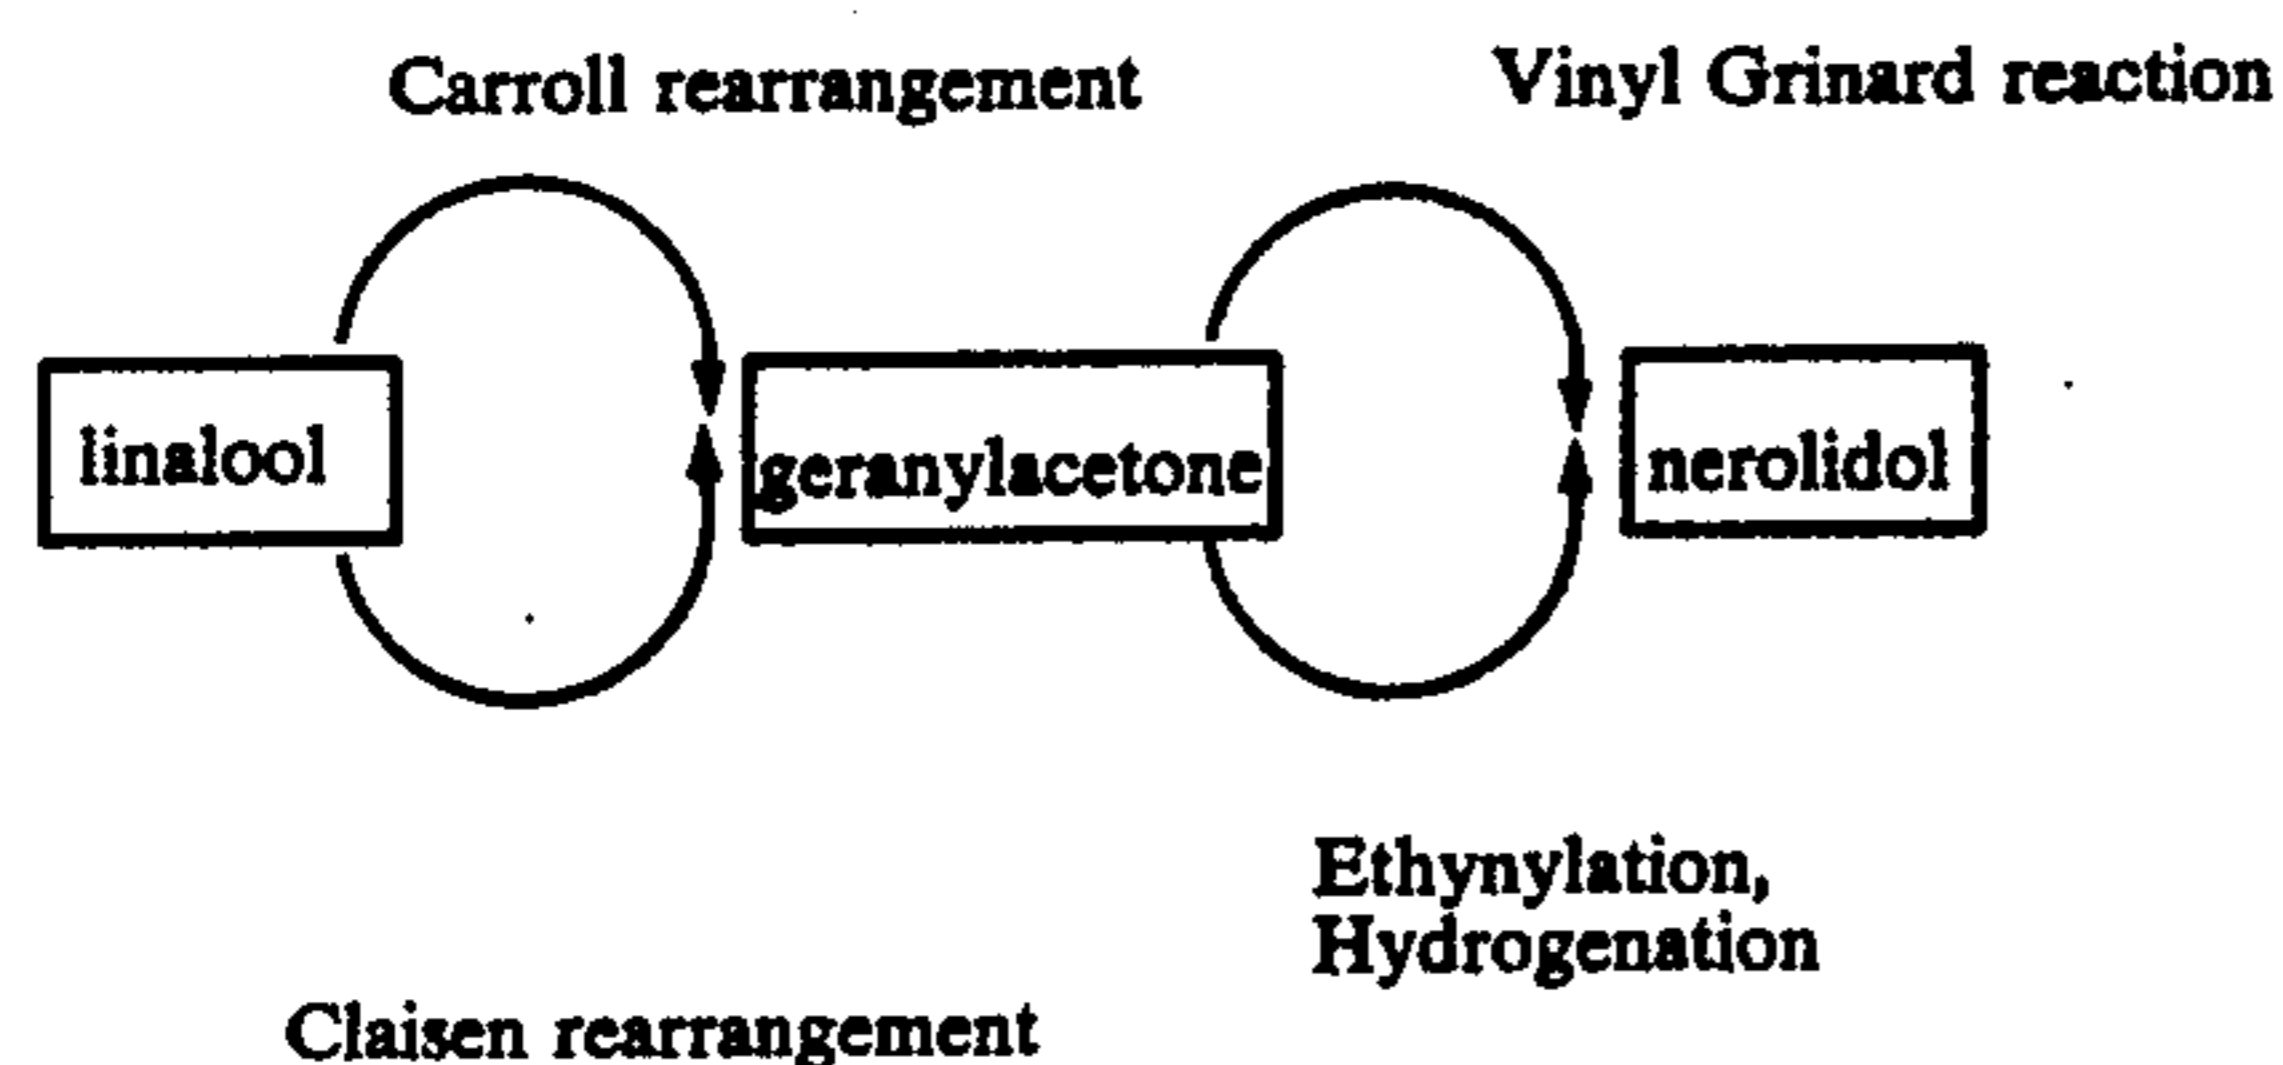 Carroll rearrangement
Vinyl Grinard reaction
linalool
geranylacetone
nerolidol
Ethynylation,
Hydrogenation
Claisen rearrangement